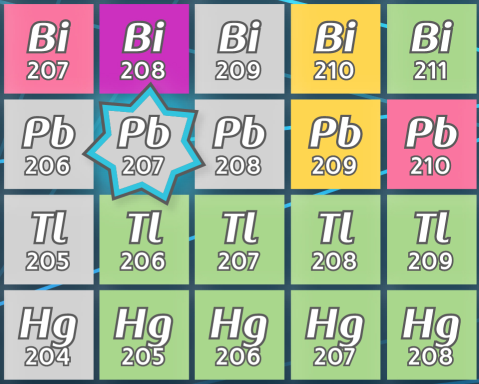 Bi Bi Bi Bi Bi
207 208 209 210 211
Pb Pb Pb Pb Pb
206 207 208 209 210
Tl Tl Tl Tl Tl
205 206 207 208 209
Hg Hg Hg Hg Hg
204 205 206 207 208